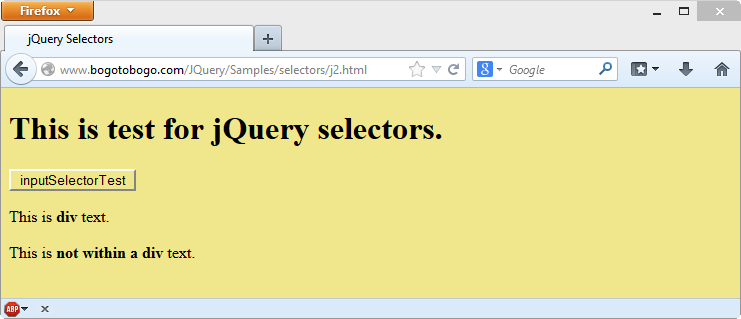 Firefox
jQuery Selectors
www.bogotobogo.com/JQuery/Samples/selectors/j2.html
8 Google
This is test for jQuery selectors.
inputSelectorTest
This is div text.
This is not within a div text.
ABP